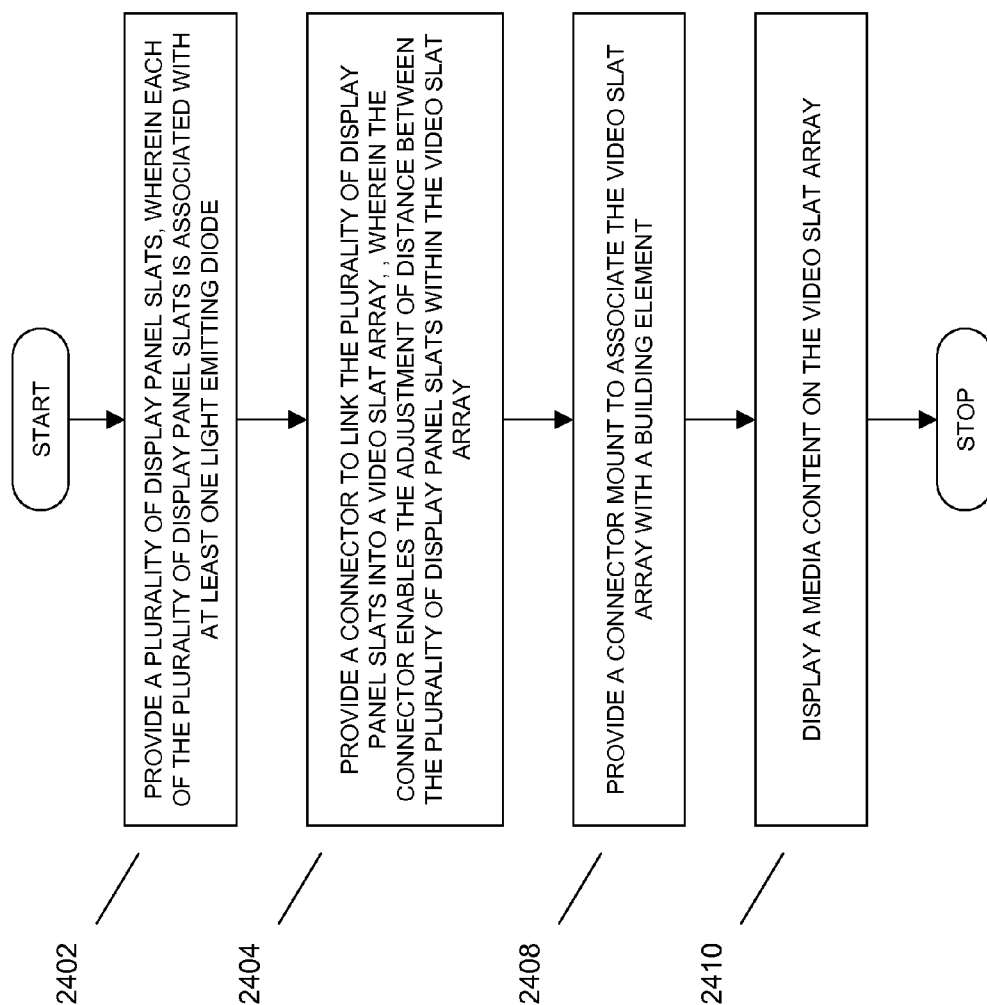 START
2402
PROVIDE A PLURALITY OF DISPLAY PANEL SLATS, WHEREIN EACH
OF THE PLURALITY OF DISPLAY PANEL SLATS IS ASSOCIATED WITH
AT LEAST ONE LIGHT EMITTING DIODE
2404
PROVIDE A CONNECTOR TO LINK THE PLURALITY OF DISPLAY
PANEL SLATS INTO A VIDEO SLAT ARRAY, , WHEREIN THE
CONNECTOR ENABLES THE ADJUSTMENT OF DISTANCE BETWEEN
THE PLURALITY OF DISPLAY PANEL SLATS WITHIN THE VIDEO SLAT
ARRAY
2408
PROVIDE A CONNECTOR MOUNT TO ASSOCIATE THE VIDEO SLAT
ARRAY WITH A BUILDING ELEMENT
2410
DISPLAY A MEDIA CONTENT ON THE VIDEO SLAT ARRAY
STOP